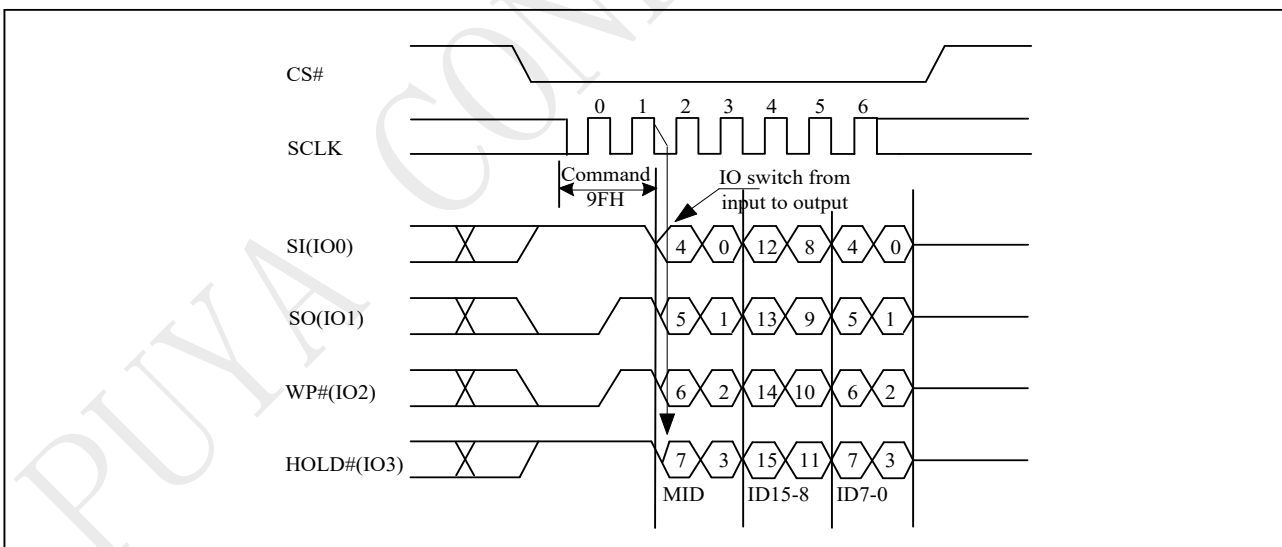 CS#
0 1 2 3 4 5 6
SCLK
Command
9FH
IO switch from
input to output
SI(IO0)
4 0 12 8 4 0
SO(IO1)
5 1 13 9 5 1
WP#(IO2)
6 2 14 10 6 2
HOLD#(IO3)
7 3 15 11 7 3
MID ID15-8 ID7-0
PUYA CON